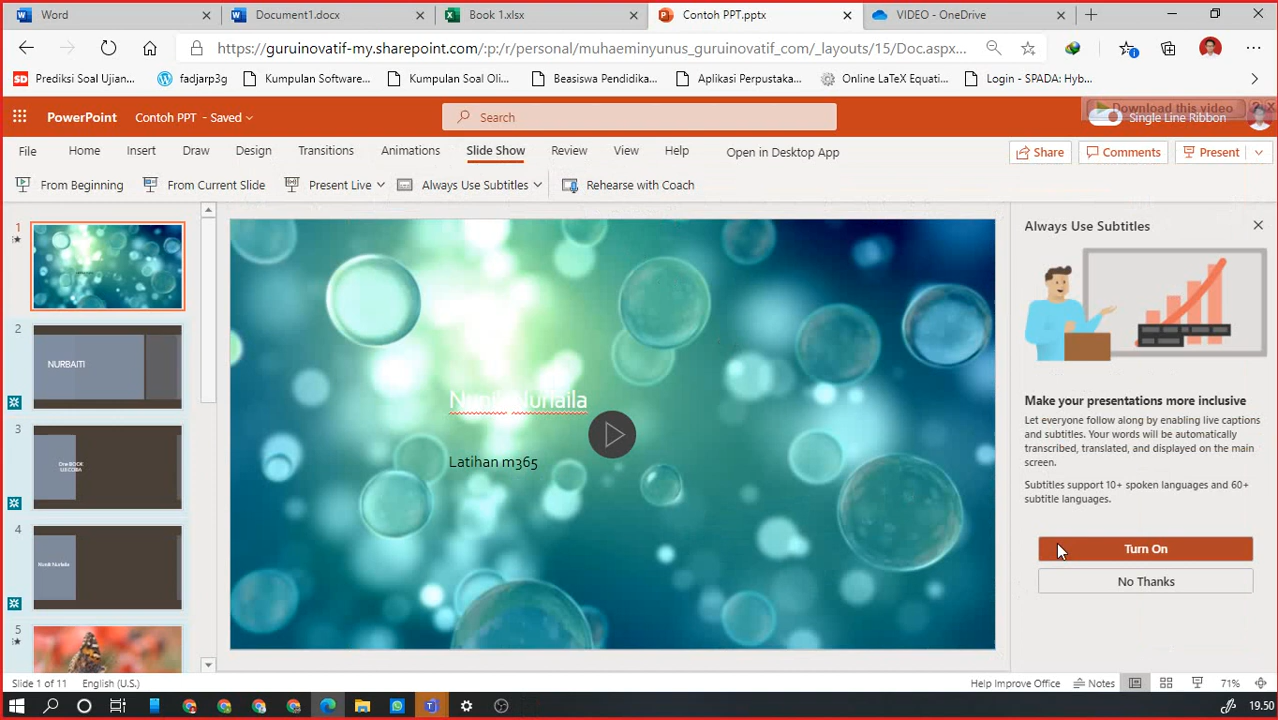 Word
Document1.docx
Book 1.xlsx
Contoh PPT.pptx
VIDEO - OneDrive
https://guruinovatif-my.sharepoint.com/:p:/r/personal/muhaeminyunus_guruinovatif_com/_layouts/15/Doc.aspx...
Prediksi Soal Ujian...
fadjarp3g
Kumpulan Software...
Kumpulan Soal Oli...
Beasiswa Pendidika...
Aplikasi Perpustaka...
Online LaTeX Equati...
Login - SPADA: Hyb...
Download this video
PowerPoint
Contoh PPT - Saved
Search
Single Line Ribbon
File
Home
Insert
Draw
Design
Transitions
Animations
Slide Show
Review
View
Help
Open in Desktop App
Share
Comments
Present
From Beginning
From Current Slide
Present Live
Always Use Subtitles
Rehearse with Coach
1
2
NURBAITI
3
4
Nunik Nurlaila
5
Nunik Nurlaila
Latihan m365
Always Use Subtitles
Make your presentations more inclusive
Let everyone follow along by enabling live captions
and subtitles. Your words will be automatically
transcribed, translated, and displayed on the main
screen.
Subtitles support 10+ spoken languages and 60+
subtitle languages.
Turn On
No Thanks
Slide 1 of 11
English (U.S.)
Help Improve Office
Notes
71%
19.50